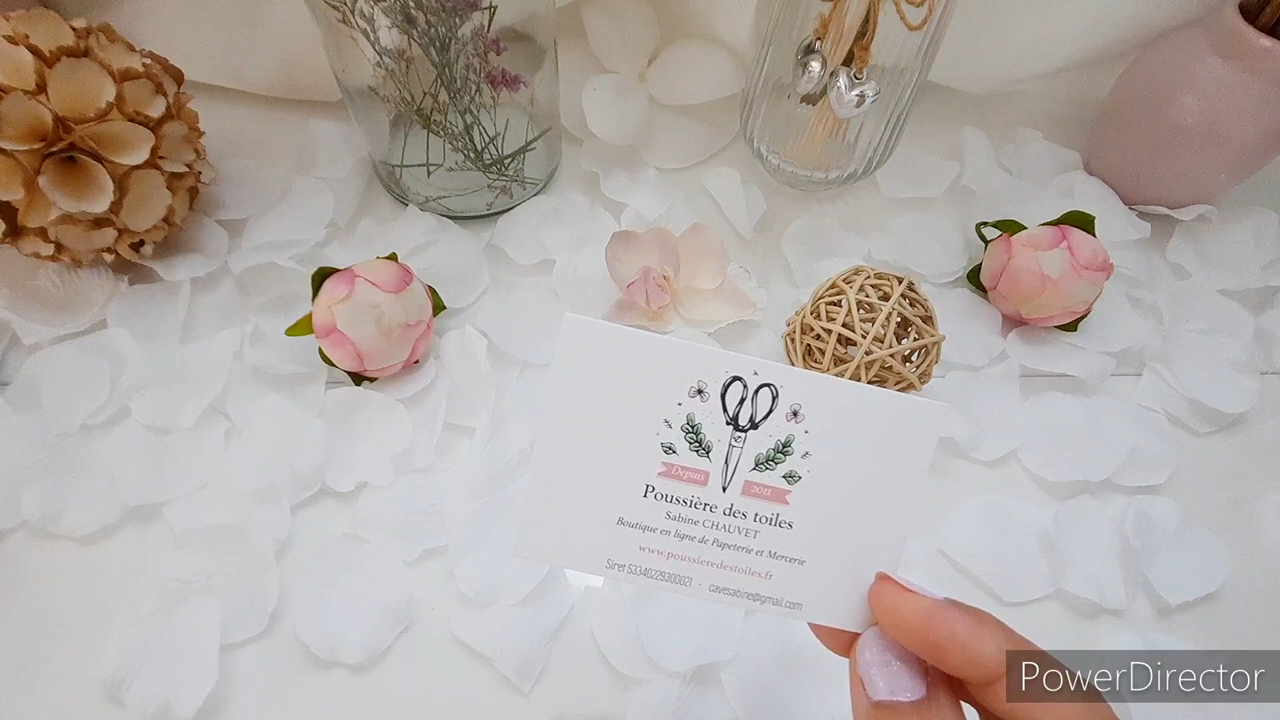 Depuis 2011
Poussière des toiles
Sabine CHAUVET
Boutique en ligne de Papeterie et Mercerie
www.poussieredestoiles.fr
Siret 53340229300021 - cavesabine@gmail.com
PowerDirector